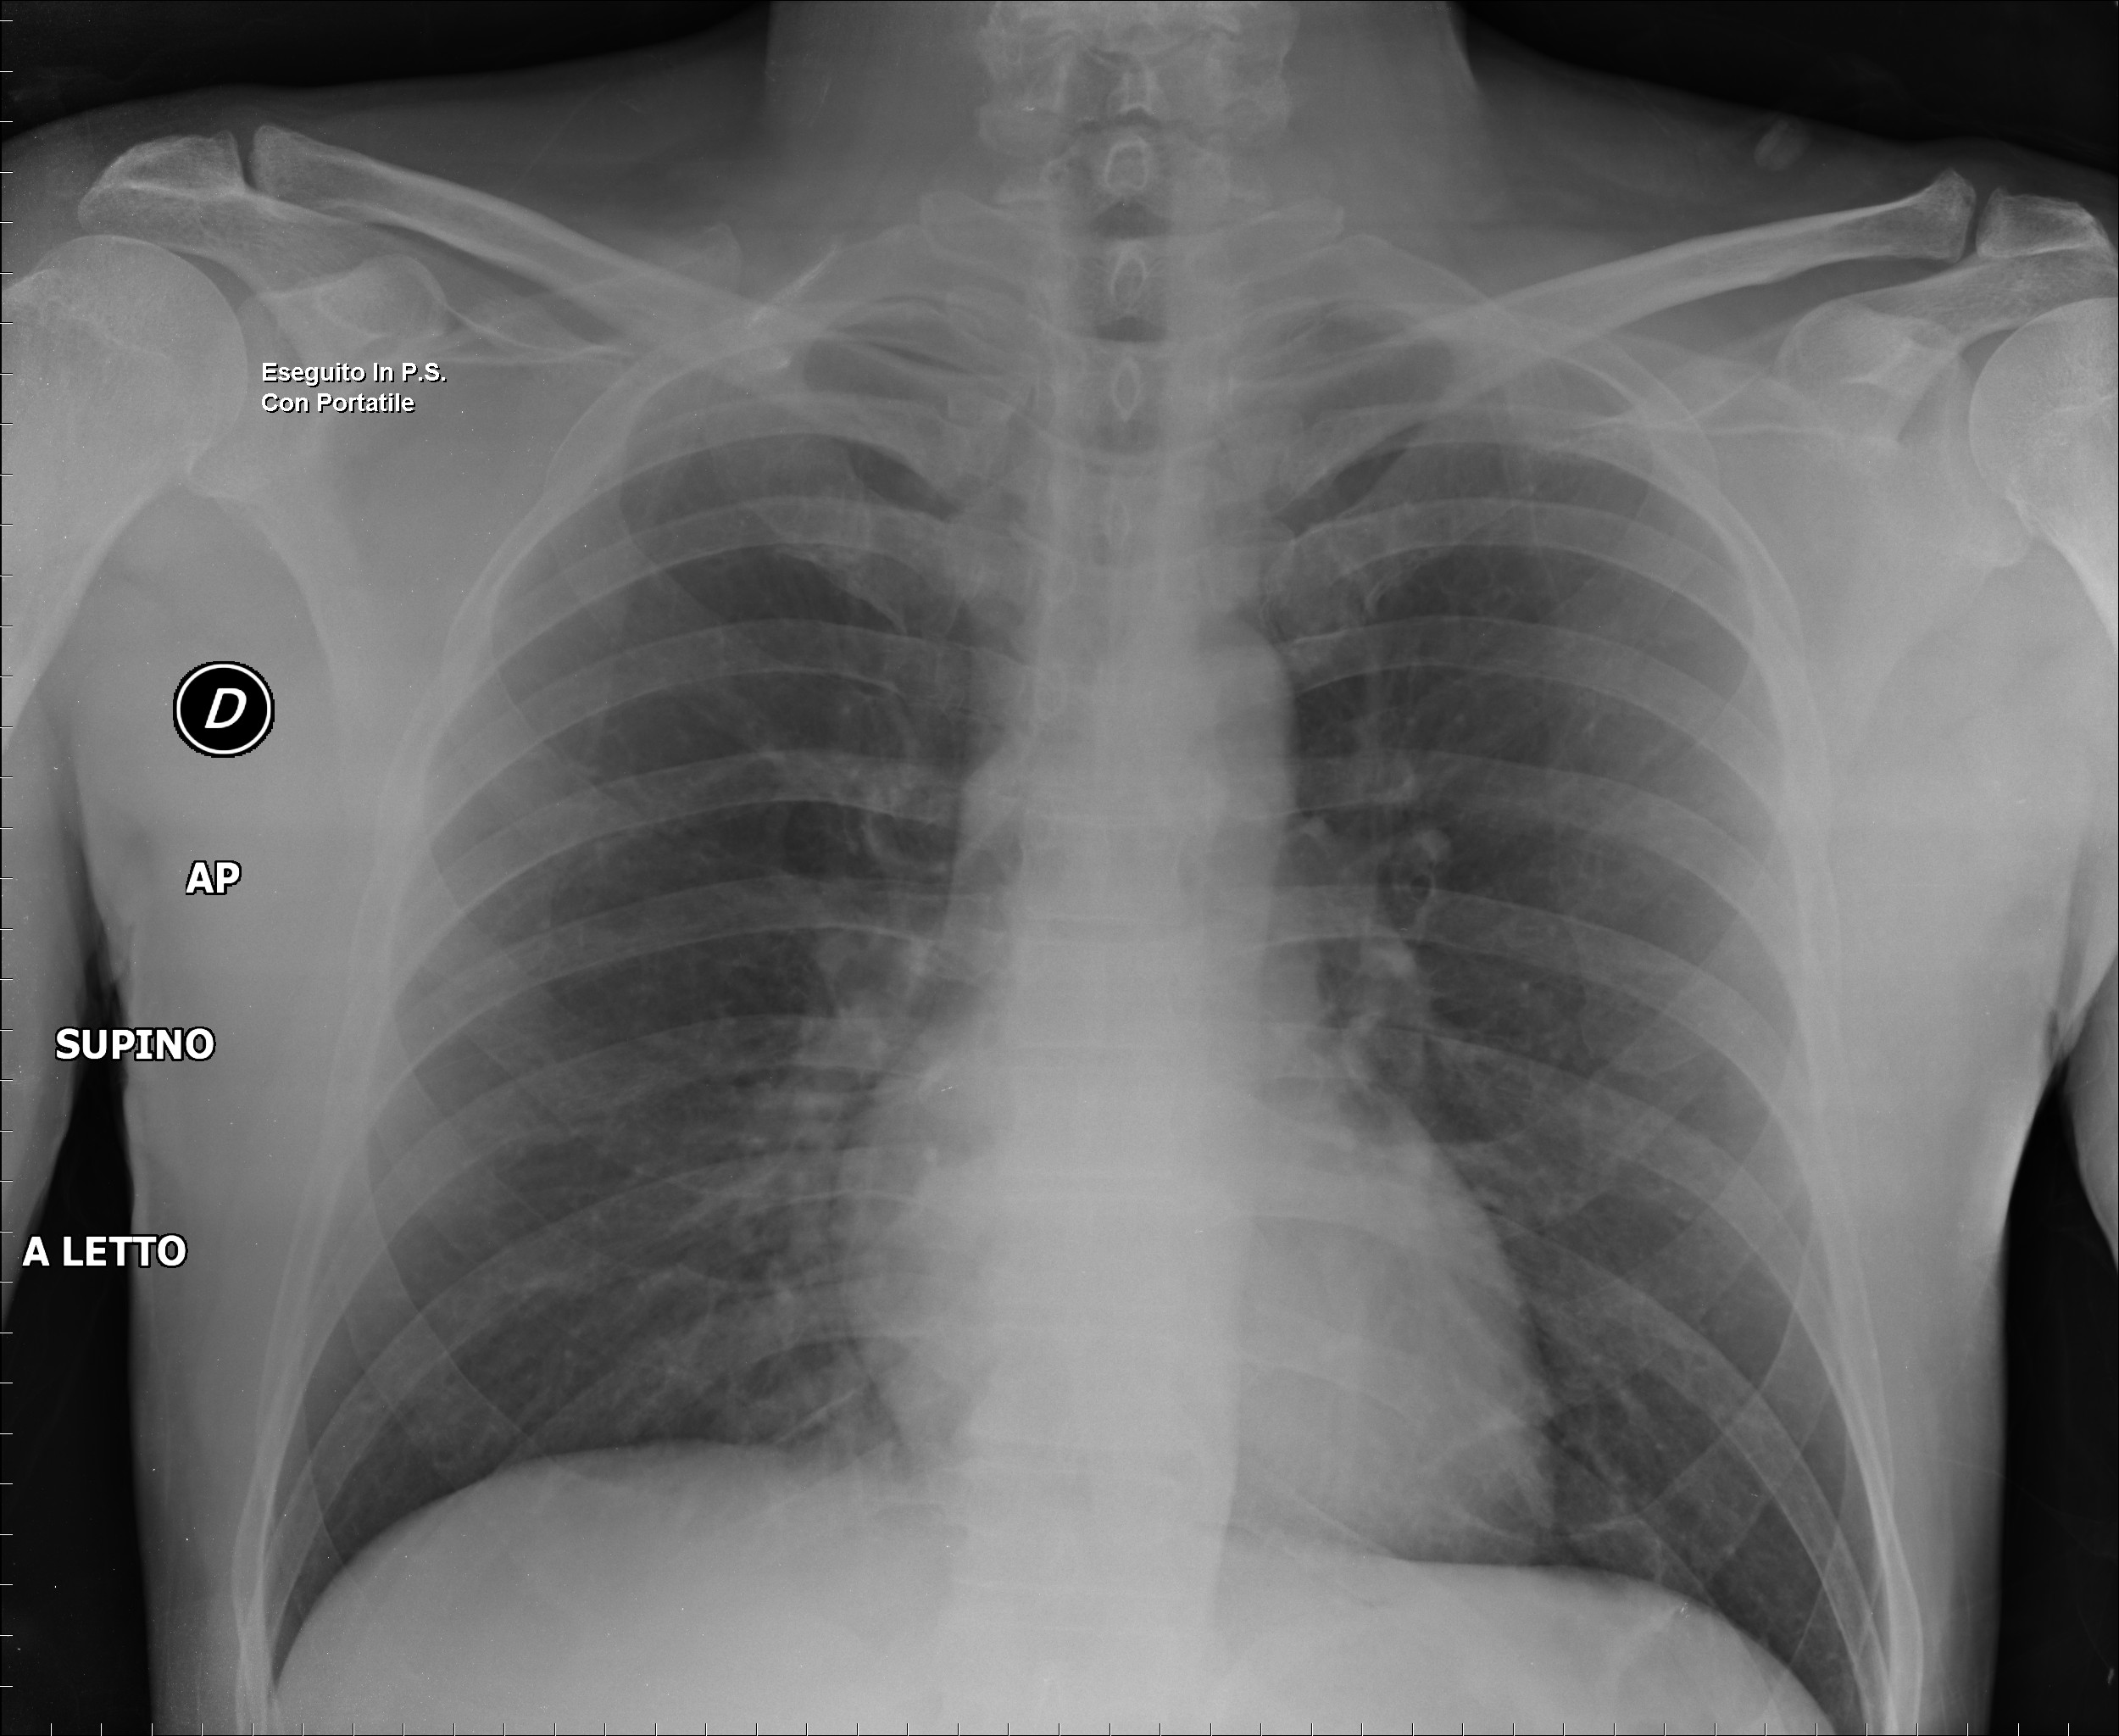 Eseguito In P.S.
Con Portatile
D
AP
SUPINO
A LETTO